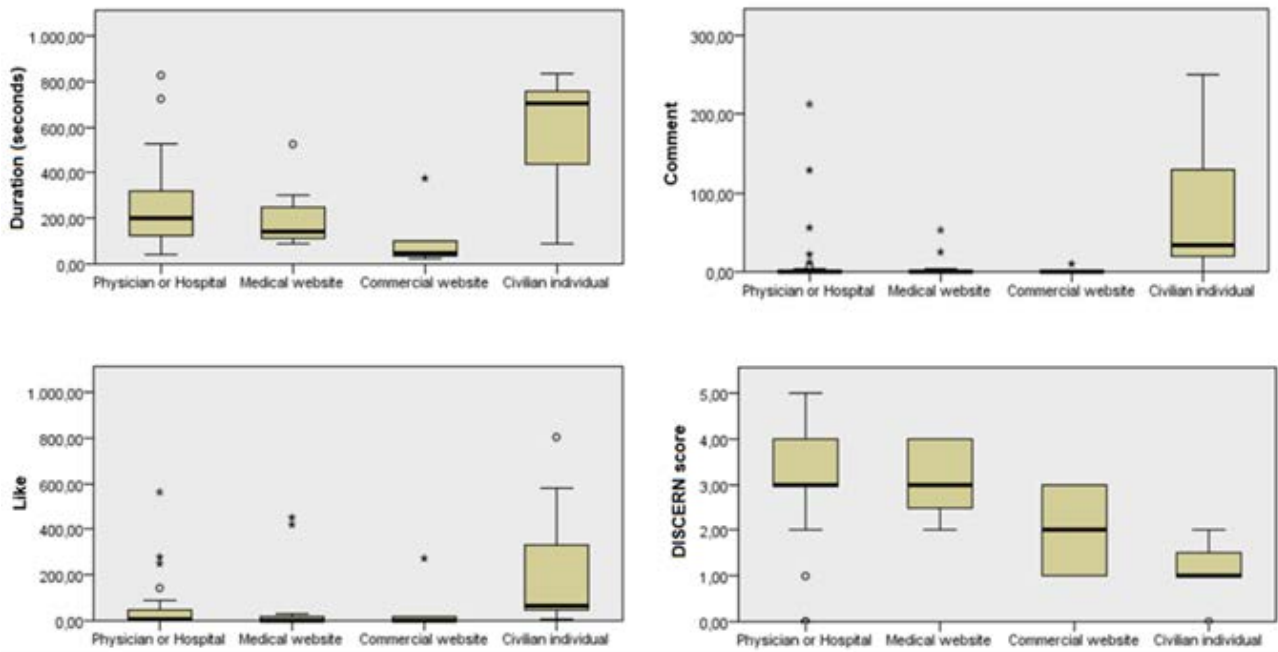 Duration (seconds)
1.000,00
800,00
600,00
400,00
200,00
0,00
Physician or Hospital Medical website Commercial website Civilian individual
Comment
300,00
200,00
100,00
0,00
Physician or Hospital Medical website Commercial website Civilian individual
Like
1.000,00
800,00
600,00
400,00
200,00
0,00
Physician or Hospital Medical website Commercial website Civilian individual
DISCERN score
5,00
4,00
3,00
2,00
1,00
0,00
Physician or Hospital Medical website Commercial website Civilian individual